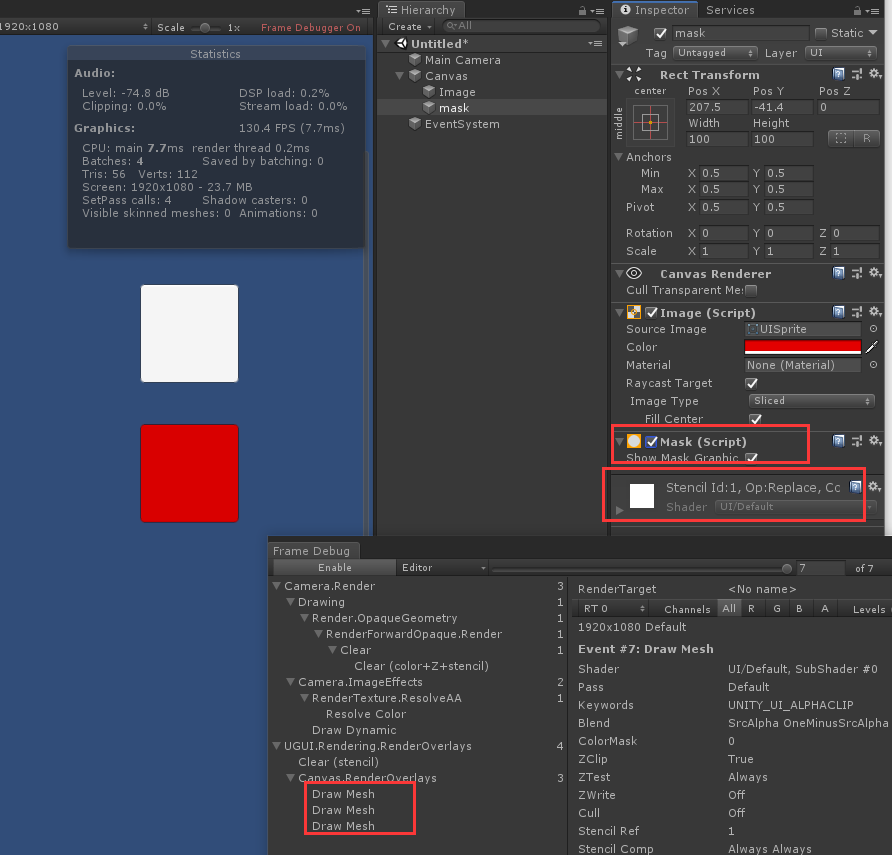 1920x1080 Scale 1x Frame Debugger On
Statistics
Audio:
Level: -74.8 dB DSP load: 0.2%
Clipping: 0.0% Stream load: 0.0%
Graphics: 130.4 FPS (7.7ms)
CPU: main 7.7ms render thread 0.2ms
Batches: 4 Saved by batching: 0
Tris: 56 Verts: 112
Screen: 1920x1080 - 23.7 MB
SetPass calls: 4 Shadow casters: 0
Visible skinned meshes: 0 Animations: 0
Hierarchy
Create All
Untitled*
Main Camera
Canvas
Image
mask
EventSystem
Inspector Services
mask Static
Tag Untagged Layer UI
Rect Transform
center Pos X Pos Y Pos Z
middle 207.5 -41.4 0
Width Height
100 100 R
Anchors
Min X 0.5 Y 0.5
Max X 0.5 Y 0.5
Pivot X 0.5 Y 0.5
Rotation X 0 Y 0 Z 0
Scale X 1 Y 1 Z 1
Canvas Renderer
Cull Transparent Me:
Image (Script)
Source Image UISprite
Color
Material None (Material)
Raycast Target
Image Type Sliced
Fill Center
Mask (Script)
Show Mask Graphic
Stencil Id:1, Op:Replace, Cc
Shader UI/Default
Frame Debug
Enable Editor 7 of 7
Camera.Render 3
Drawing 1
Render.OpaqueGeometry 1
RenderForwardOpaque.Render 1
Clear 1
Clear (color+Z+stencil)
Camera.ImageEffects 2
RenderTexture.ResolveAA 1
Resolve Color
Draw Dynamic
UGUI.Rendering.RenderOverlays 4
Clear (stencil)
Canvas.RenderOverlays 3
Draw Mesh
Draw Mesh
Draw Mesh
RenderTarget <No name>
RT 0 Channels All R G B A Levels
1920x1080 Default
Event #7: Draw Mesh
Shader UI/Default, SubShader #0
Pass Default
Keywords UNITY_UI_ALPHACLIP
Blend SrcAlpha OneMinusSrcAlpha
ColorMask 0
ZClip True
ZTest Always
ZWrite Off
Cull Off
Stencil Ref 1
Stencil Comp Always Always